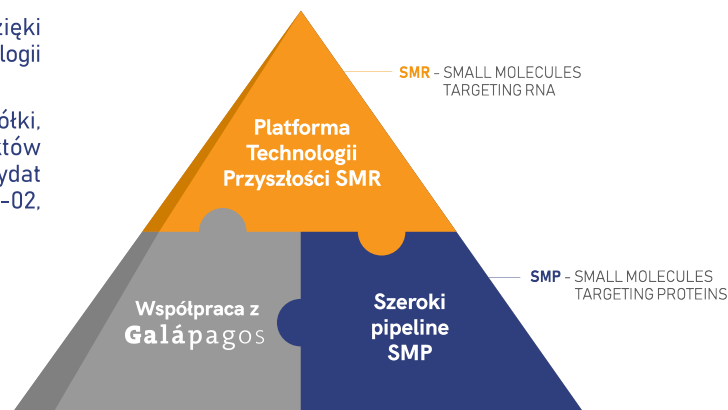 SMR - SMALL MOLECULES
TARGETING RNA
Platforma
Technologii
Przyszłości SMR
SMP - SMALL MOLECULES
TARGETING PROTEINS
Współpraca z
Galápagos
Szeroki
pipeline
SMP
-02,